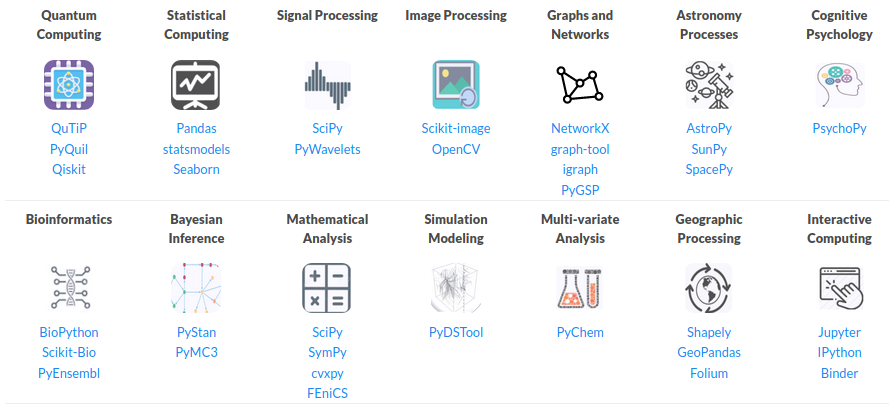 Quantum
Computing
Statistical
Computing
Signal Processing
Image Processing
Graphs and
Networks
Astronomy
Processes
Cognitive
Psychology
QuTiP
PyQuil
Qiskit
Pandas
statsmodels
Seaborn
SciPy
PyWavelets
Scikit-image
OpenCV
NetworkX
graph-tool
igraph
PyGSP
AstroPy
SunPy
SpacePy
PsychoPy
Bioinformatics
Bayesian
Inference
Mathematical
Analysis
Simulation
Modeling
Multi-variate
Analysis
Geographic
Processing
Interactive
Computing
BioPython
Scikit-Bio
PyEnsembl
PyStan
PyMC3
SciPy
SymPy
cvxpy
FEniCS
PyDSTool
PyChem
Shapely
GeoPandas
Folium
Jupyter
IPython
Binder